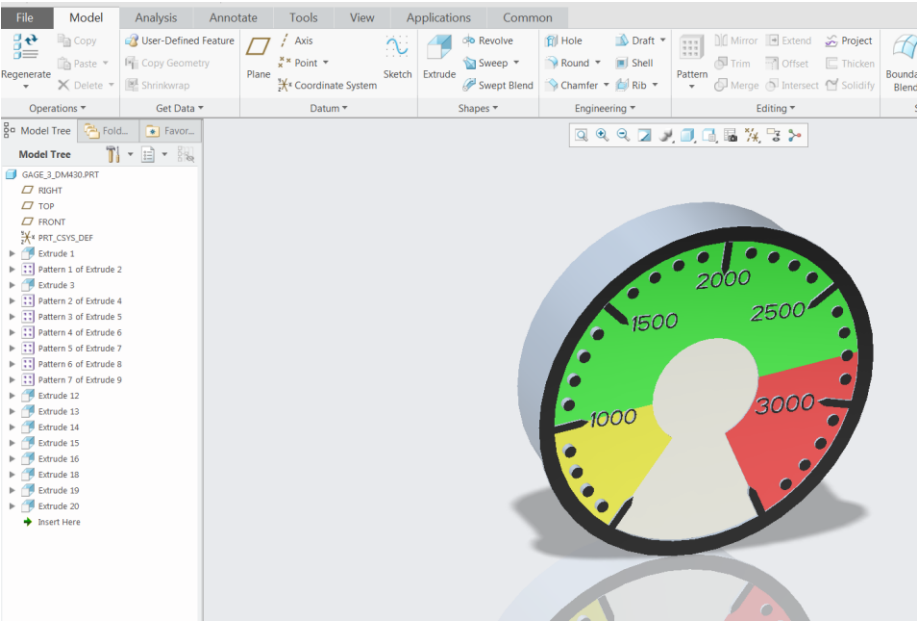 File Model Analysis Annotate Tools View Applications Common
Regenerate
Copy
Paste
Delete
User-Defined Feature
Copy Geometry
Shrinkwrap
Plane
Axis
Point
Coordinate System
Sketch
Extrude
Revolve
Sweep
Swept Blend
Hole
Round
Chamfer
Draft
Shell
Rib
Pattern
Mirror
Trim
Merge
Extend
Offset
Intersect
Project
Thicken
Solidify
Operations Get Data Datum Shapes Engineering Editing
Model Tree Fold... Favor...
Model Tree
GAGE_3_DM430.PRT
RIGHT
TOP
FRONT
PRT_CSYS_DEF
Extrude 1
Pattern 1 of Extrude 2
Extrude 3
Pattern 2 of Extrude 4
Pattern 3 of Extrude 5
Pattern 4 of Extrude 6
Pattern 5 of Extrude 7
Pattern 6 of Extrude 8
Pattern 7 of Extrude 9
Extrude 12
Extrude 13
Extrude 14
Extrude 15
Extrude 16
Extrude 18
Extrude 19
Extrude 20
Insert Here
2000
2500
1500
3000
1000